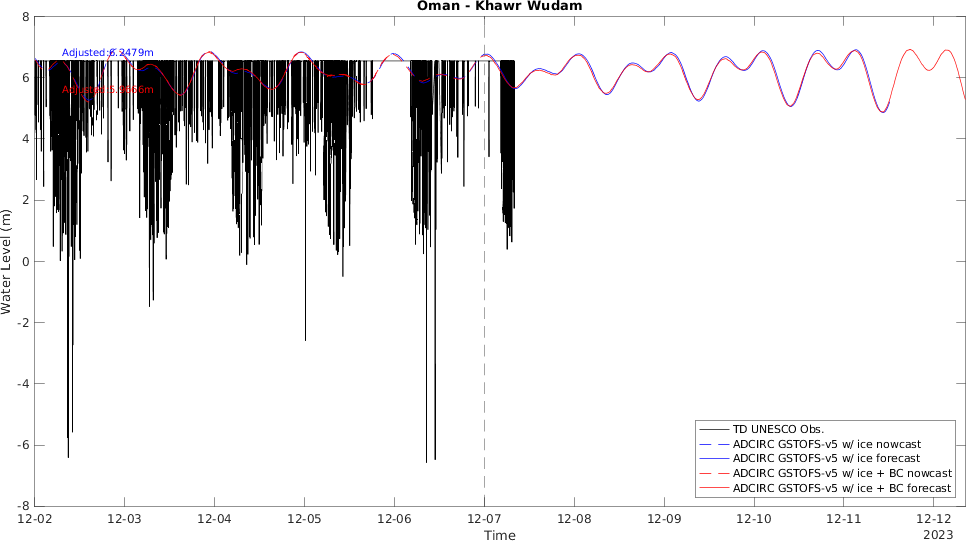 Oman - Khawr Wudam
Water Level (m)
8
6
4
2
0
-2
-4
-6
-8
Adjusted:6.2479m
TD UNESCO Obs.
ADCIRC GSTOFS-v5 w/ ice nowcast
ADCIRC GSTOFS-v5 w/ ice forecast
ADCIRC GSTOFS-v5 w/ ice + BC nowcast
ADCIRC GSTOFS-v5 w/ ice + BC forecast
12-02 12-03 12-04 12-05 12-06 12-07 12-08 12-09 12-10 12-11 12-12
Time
2023